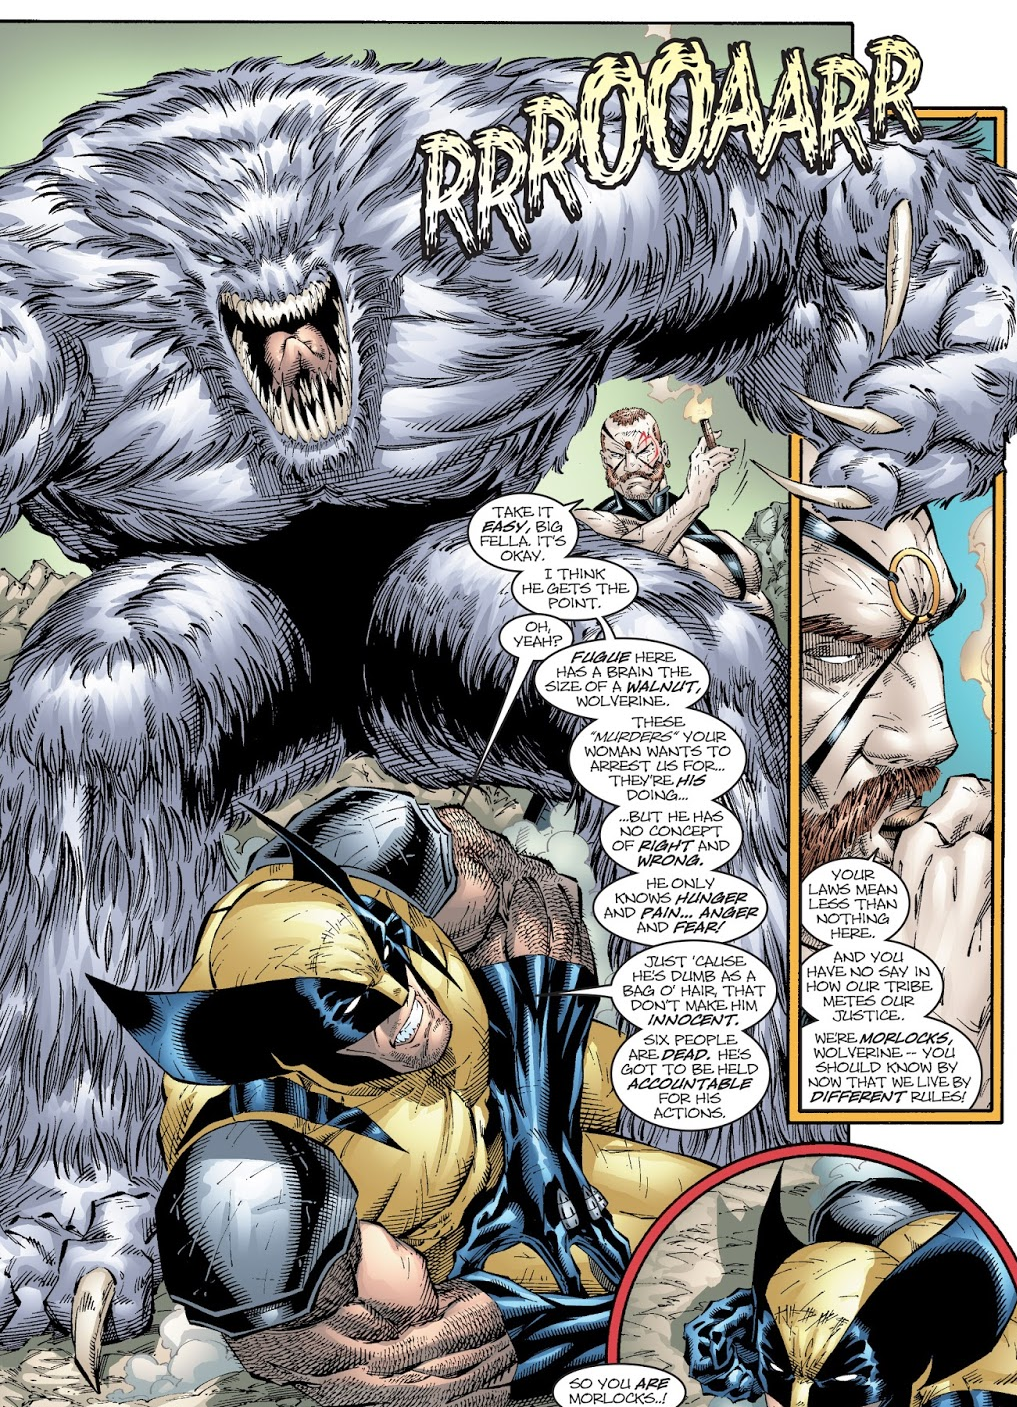 RRROOAARR
TAKE IT
EASY, BIG
FELLA. IT'S
OKAY.
I THINK
HE GETS THE
POINT.
OH,
YEAH?
FUGUE HERE
HAS A BRAIN THE
SIZE OF A WALNUT,
WOLVERINE.
THESE
"MURDERS" YOUR
WOMAN WANTS TO
ARREST US FOR...
THEY'RE HIS
DOING...
...BUT HE HAS
NO CONCEPT
OF RIGHT AND
WRONG.
HE ONLY
KNOWS HUNGER
AND PAIN... ANGER
AND FEAR!
JUST 'CAUSE
HE'S DUMB AS A
BAG O' HAIR, THAT
DON'T MAKE HIM
INNOCENT.
SIX PEOPLE
ARE DEAD. HE'S
GOT TO BE HELD
ACCOUNTABLE
FOR HIS
ACTIONS.
YOUR
LAWS MEAN
LESS THAN
NOTHING
HERE.
AND YOU
HAVE NO SAY IN
HOW OUR TRIBE
METES OUR
JUSTICE.
WE'RE MORLOCKS,
WOLVERINE -- YOU
SHOULD KNOW BY
NOW THAT WE LIVE BY
DIFFERENT RULES!
SO YOU ARE
MORLOCKS..!